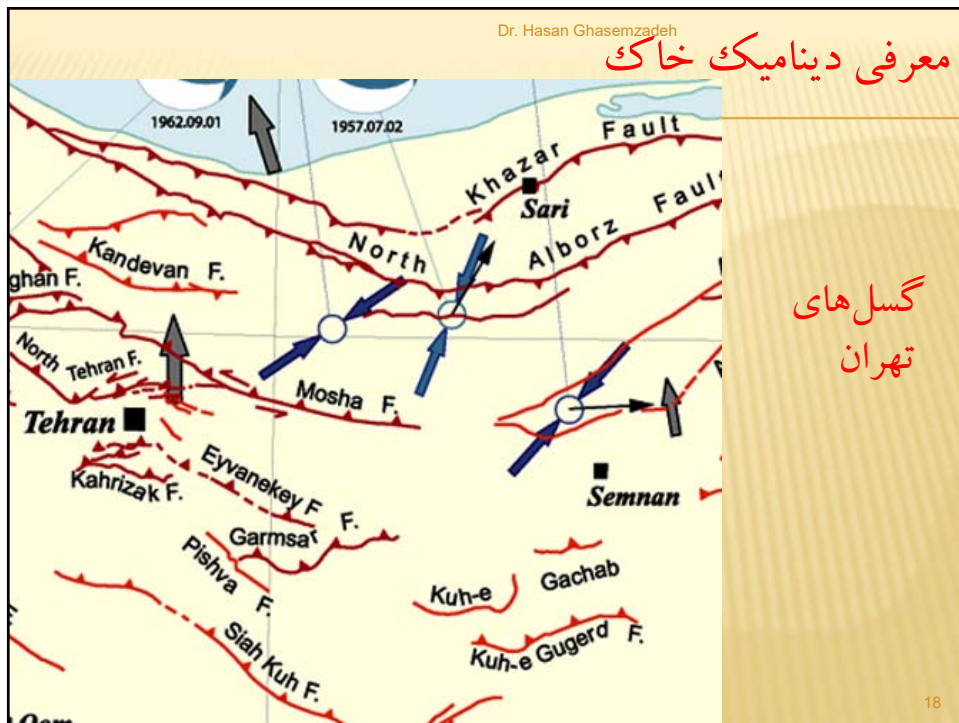 Dr. Hasan Ghasemzadeh
معرفی دینامیک خاک
1962.09.01
1957.07.02
Khazar Fault
Sari
North Alborz Fault
Kandevan F.
ghan F.
گسل‌های
تهران
North Tehran F.
Mosha F.
Tehran
Eyvanekey F
Kahrizak F.
Semnan
Garmsar F.
Pishva F.
Gachab
Kuh-e
Siah Kuh F.
Kuh-e Gugerd F.
18